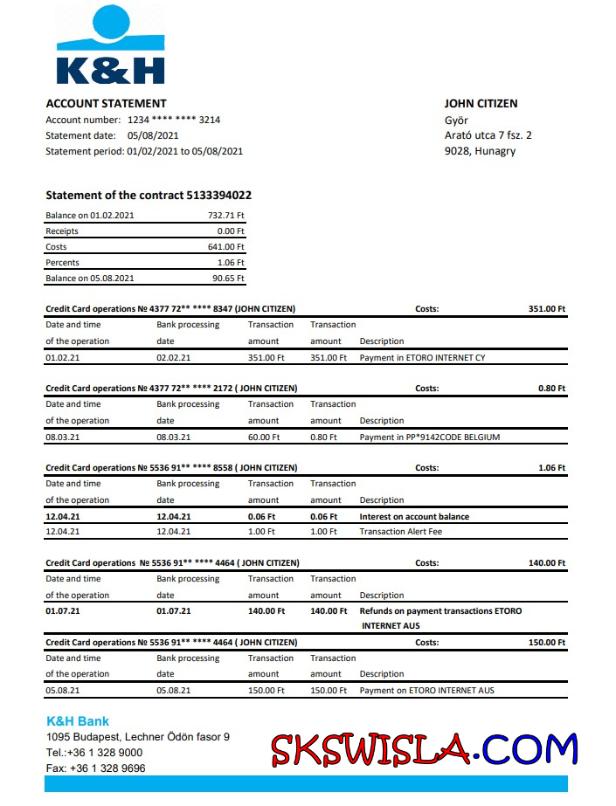 K&H
ACCOUNT STATEMENT JOHN CITIZEN
Account number: 1234 **** **** 3214 Györ
Statement date: 05/08/2021 Arató utca 7 fsz. 2
Statement period: 01/02/2021 to 05/08/2021 9028, Hunagry
Statement of the contract 5133394022
Balance on 01.02.2021 732.71 Ft
Receipts 0.00 Ft
Costs 641.00 Ft
Percents 1.06 Ft
Balance on 05.08.2021 90.65 Ft
Credit Card operations № 4377 72** **** 8347 (JOHN CITIZEN) Costs: 351.00 Ft
Date and time Bank processing Transaction Transaction
of the operation date amount amount Description
01.02.21 02.02.21 351.00 Ft 351.00 Ft Payment in ETORO INTERNET CY
Credit Card operations № 4377 72** **** 2172 ( JOHN CITIZEN) Costs: 0.80 Ft
Date and time Bank processing Transaction Transaction
of the operation date amount amount Description
08.03.21 08.03.21 60.00 Ft 0.80 Ft Payment in PP*9142CODE BELGIUM
Credit Card operations № 5536 91** **** 8558 ( JOHN CITIZEN) Costs: 1.06 Ft
Date and time Bank processing Transaction Transaction
of the operation date amount amount Description
12.04.21 12.04.21 0.06 Ft 0.06 Ft Interest on account balance
12.04.21 12.04.21 1.00 Ft 1.00 Ft Transaction Alert Fee
Credit Card operations № 5536 91** **** 4464 ( JOHN CITIZEN) Costs: 140.00 Ft
Date and time Bank processing Transaction Transaction
of the operation date amount amount Description
01.07.21 01.07.21 140.00 Ft 140.00 Ft Refunds on payment transactions ETORO
INTERNET AUS
Credit Card operations № 5536 91** **** 4464 ( JOHN CITIZEN) Costs: 150.00 Ft
Date and time Bank processing Transaction Transaction
of the operation date amount amount Description
05.08.21 05.08.21 150.00 Ft 150.00 Ft Payment on ETORO INTERNET AUS
K&H Bank
1095 Budapest, Lechner Ödön fasor 9
Tel.:+36 1 328 9000
Fax: +36 1 328 9696
SKSWISLA.COM